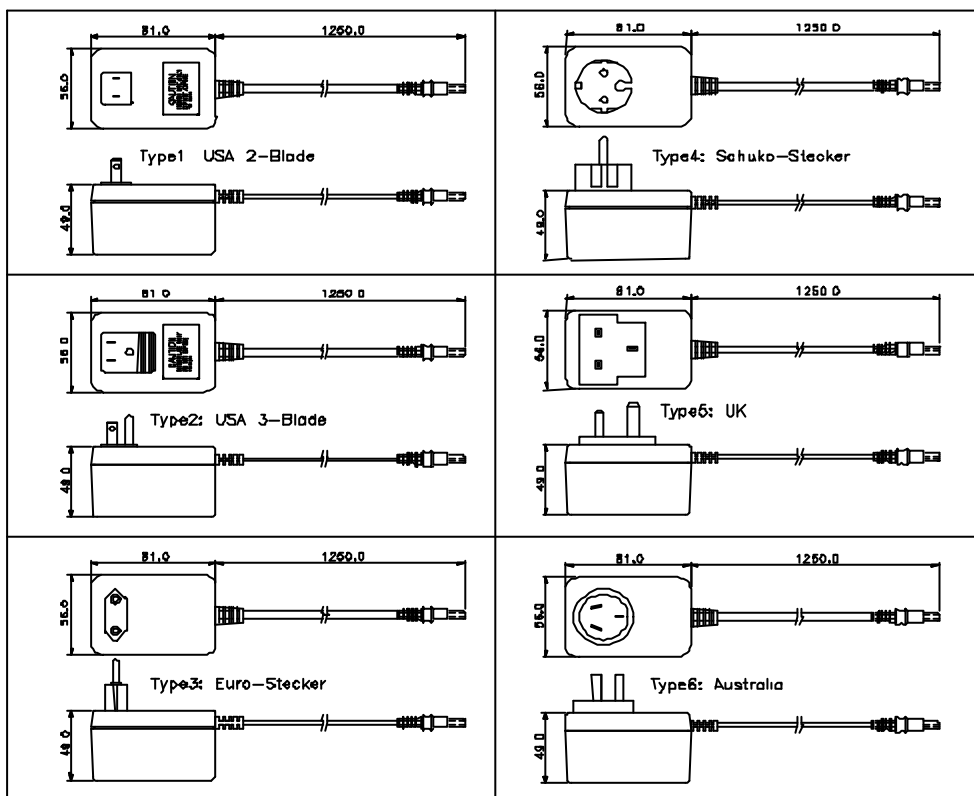 81.0 1250.0
56.0
CAUTION
Type1 USA 2-Blade
49.0
81.0 1250.0
56.0
Type4: Schuko-Stecker
49.0
81.0 1250.0
56.0
CAUTION
Type2: USA 3-Blade
49.0
81.0 1250.0
64.0
Type5: UK
49.0
81.0 1250.0
56.0
Type3: Euro-Stecker
49.0
81.0 1250.0
56.0
Type6: Australia
49.0